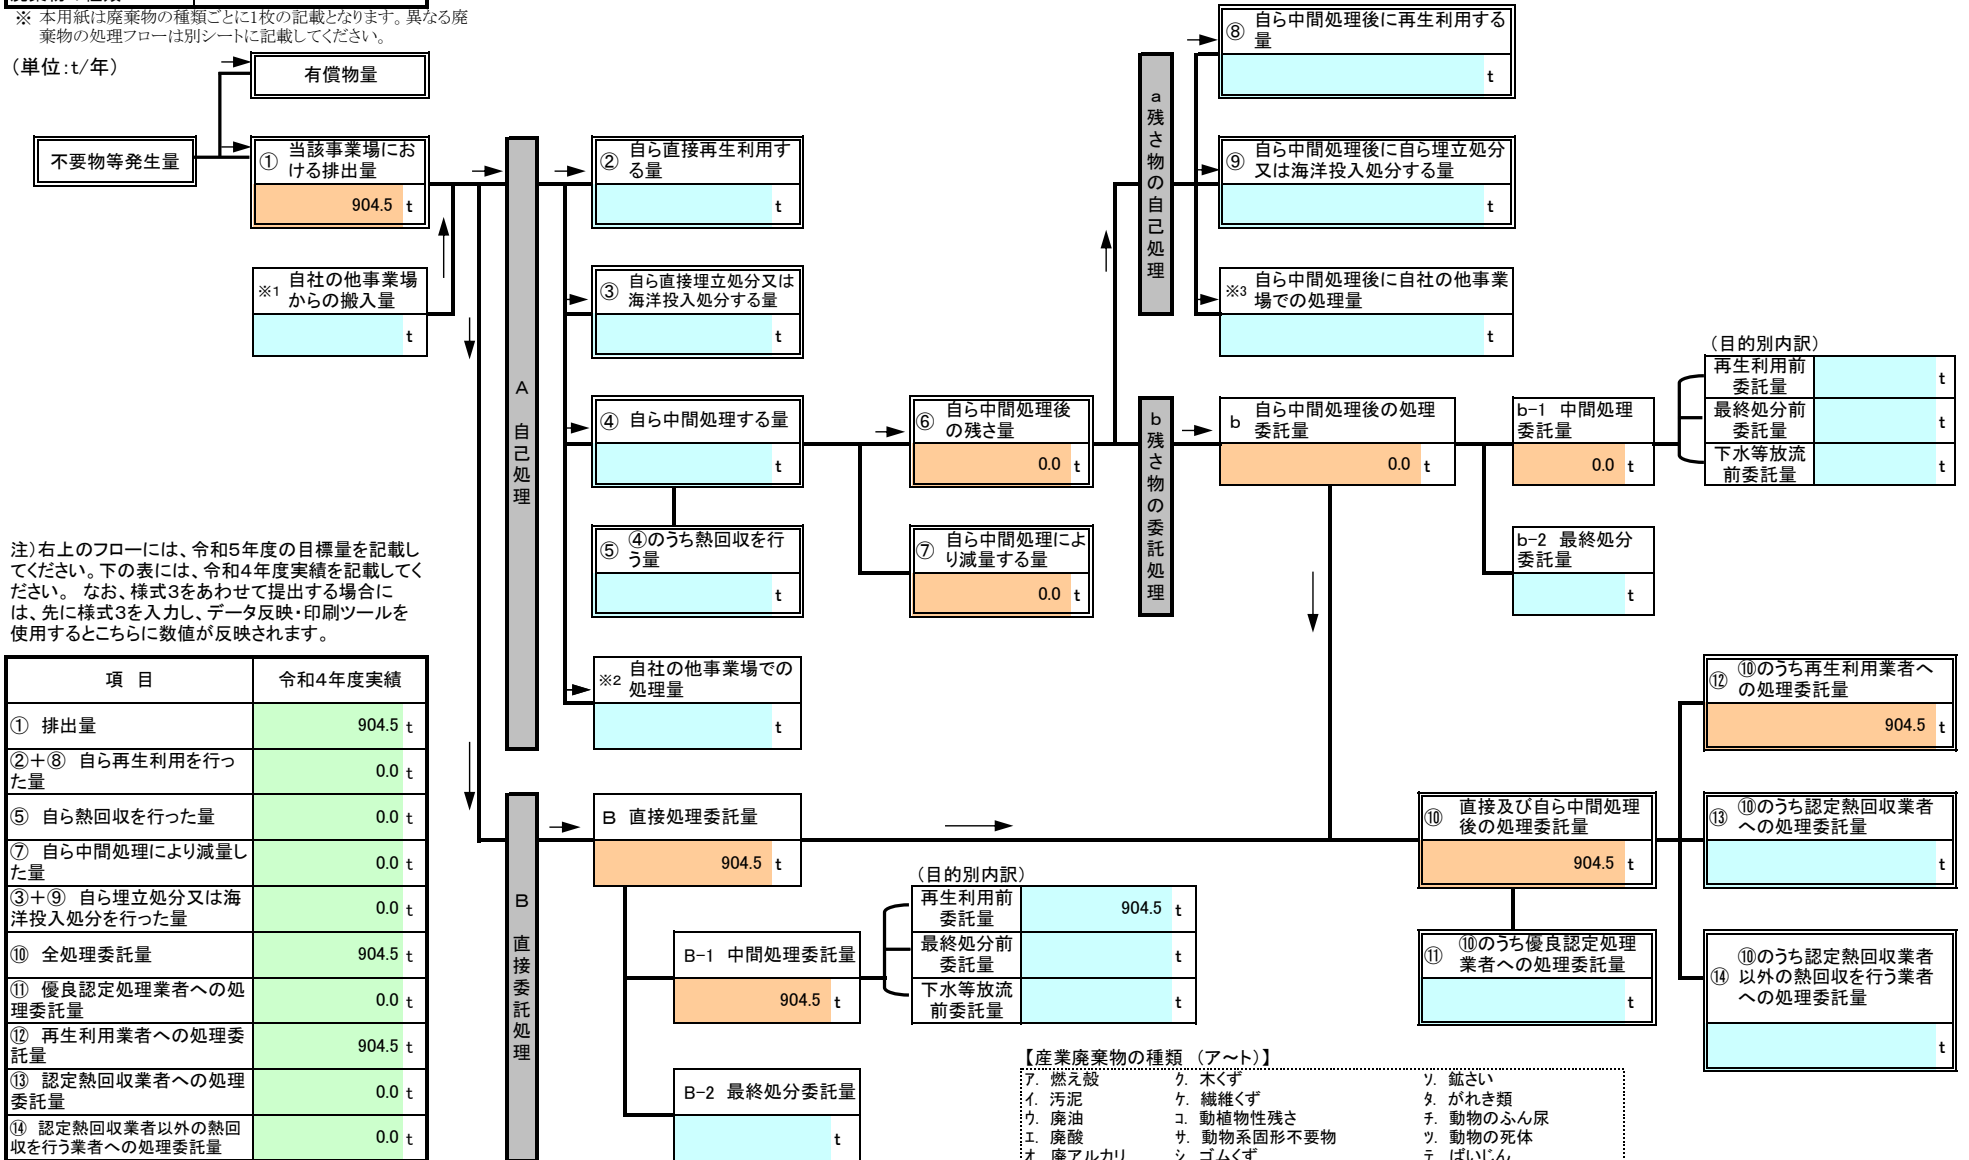 ※ 本用紙は廃棄物の種類ごとに1枚の記載となります。異なる廃
棄物の処理フローは別シートに記載してください。
(単位:t/年)
有償物量
不要物等発生量
① 当該事業場にお
ける排出量
904.5 t
※1 自社の他事業場
からの搬入量
t
A 自己処理
② 自ら直接再生利用す
る量
t
③ 自ら直接埋立処分又は
海洋投入処分する量
t
④ 自ら中間処理する量
t
⑤ ④のうち熱回収を行
う量
t
※2 自社の他事業場での
処理量
t
⑥ 自ら中間処理後
の残さ量
0.0 t
⑦ 自ら中間処理によ
り減量する量
0.0 t
a 残さ物の自己処理
⑧ 自ら中間処理後に再生利用する
量
t
⑨ 自ら中間処理後に自ら埋立処分
又は海洋投入処分する量
t
※3 自ら中間処理後に自社の他事業
場での処理量
t
b 残さ物の委託処理
b 自ら中間処理後の処理
委託量
0.0 t
b-1 中間処理
委託量
0.0 t
(目的別内訳)
再生利用前
委託量
t
最終処分前
委託量
t
下水等放流
前委託量
t
b-2 最終処分
委託量
t
注)右上のフローには、令和5年度の目標量を記載し
てください。下の表には、令和4年度実績を記載してく
ださい。 なお、様式3をあわせて提出する場合に
は、先に様式3を入力し、データ反映・印刷ツールを
使用するとこちらに数値が反映されます。
項 目 令和4年度実績
① 排出量 904.5 t
②+⑧ 自ら再生利用を行っ
た量 0.0 t
⑤ 自ら熱回収を行った量 0.0 t
⑦ 自ら中間処理により減量し
た量 0.0 t
③+⑨ 自ら埋立処分又は海
洋投入処分を行った量 0.0 t
⑩ 全処理委託量 904.5 t
⑪ 優良認定処理業者への処
理委託量 0.0 t
⑫ 再生利用業者への処理委
託量 904.5 t
⑬ 認定熱回収業者への処理
委託量 0.0 t
⑭ 認定熱回収業者以外の熱回
収を行う業者への処理委託量 0.0 t
B 直接委託処理
B 直接処理委託量
904.5 t
B-1 中間処理委託量
904.5 t
(目的別内訳)
再生利用前
委託量
904.5 t
最終処分前
委託量
t
下水等放流
前委託量
t
B-2 最終処分委託量
t
⑩ 直接及び自ら中間処理
後の処理委託量
904.5 t
⑪ ⑩のうち優良認定処理
業者への処理委託量
t
⑫ ⑩のうち再生利用業者へ
の処理委託量
904.5 t
⑬ ⑩のうち認定熱回収業者
への処理委託量
t
⑭ ⑩のうち認定熱回収業者
以外の熱回収を行う業者
への処理委託量
t
【産業廃棄物の種類 (ア~ト)】
ア. 燃え殻 ク. 木くず ソ. 鉱さい
イ. 汚泥 ケ. 繊維くず タ. がれき類
ウ. 廃油 コ. 動植物性残さ チ. 動物のふん尿
エ. 廃酸 サ. 動物系固形不要物 ツ. 動物の死体
オ. 廃アルカリ シ. ゴムくず テ. ばいじん